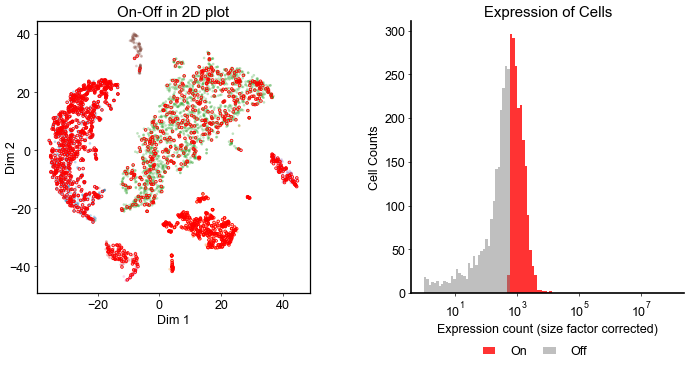 On-Off in 2D plot
40
20
0
−20
−40
Dim 2
−20
0
20
40
Dim 1
Expression of Cells
300
250
200
150
100
50
0
Cell Counts
10^1
10^3
10^5
10^7
Expression count (size factor corrected)
On
Off